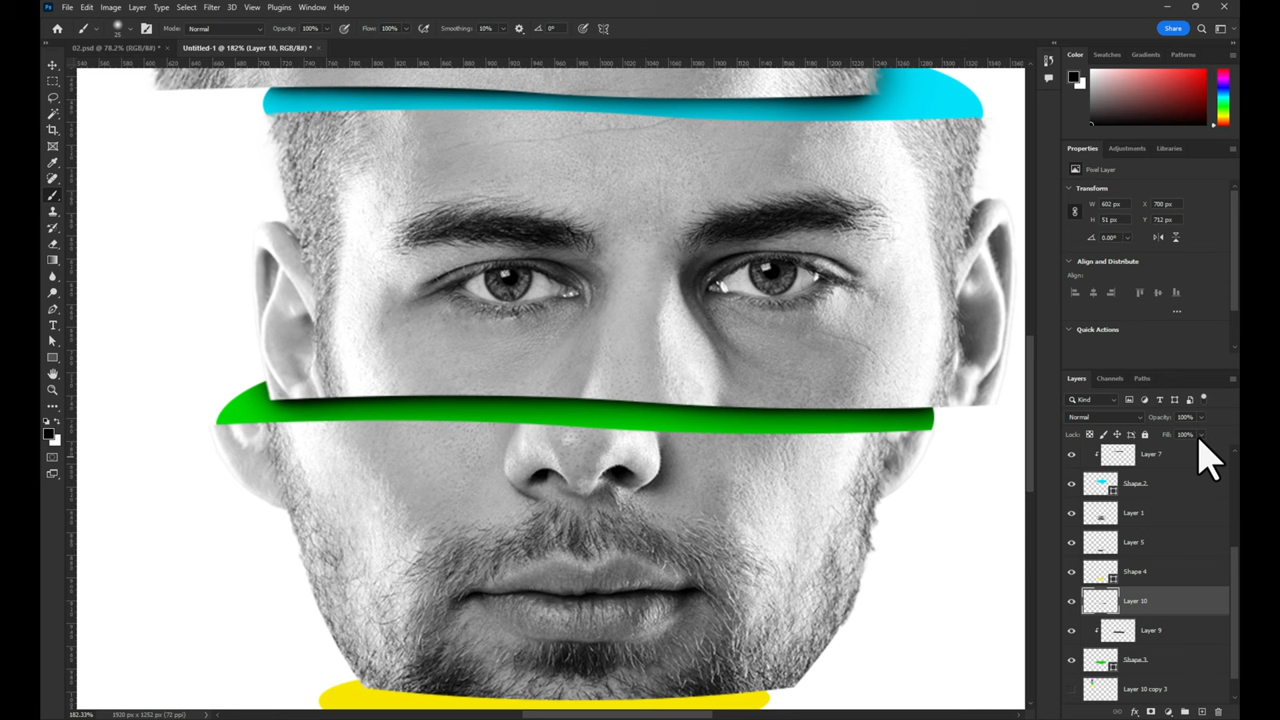 Ps File Edit Image Layer Type Select Filter 3D View Plugins Window Help
25 Mode: Normal Opacity: 100% Flow: 100% Smoothing: 10% 0° Share
02.psd @ 78.2% (RGB/8#) * × Untitled-1 @ 182% (Layer 10, RGB/8#) * ×
Color Swatches Gradients Patterns
Properties Adjustments Libraries
Pixel Layer
Transform
W 602 px X 700 px
H 51 px Y 712 px
0.00°
Align and Distribute
Align:
Quick Actions
Layers Channels Paths
Kind
Normal Opacity: 100%
Lock: Fill: 100%
Layer 7
Shape 2
Layer 1
Layer 5
Shape 4
Layer 10
Layer 9
Shape 3
Layer 10 copy 3
182.33% 1920 px x 1252 px (72 ppi)